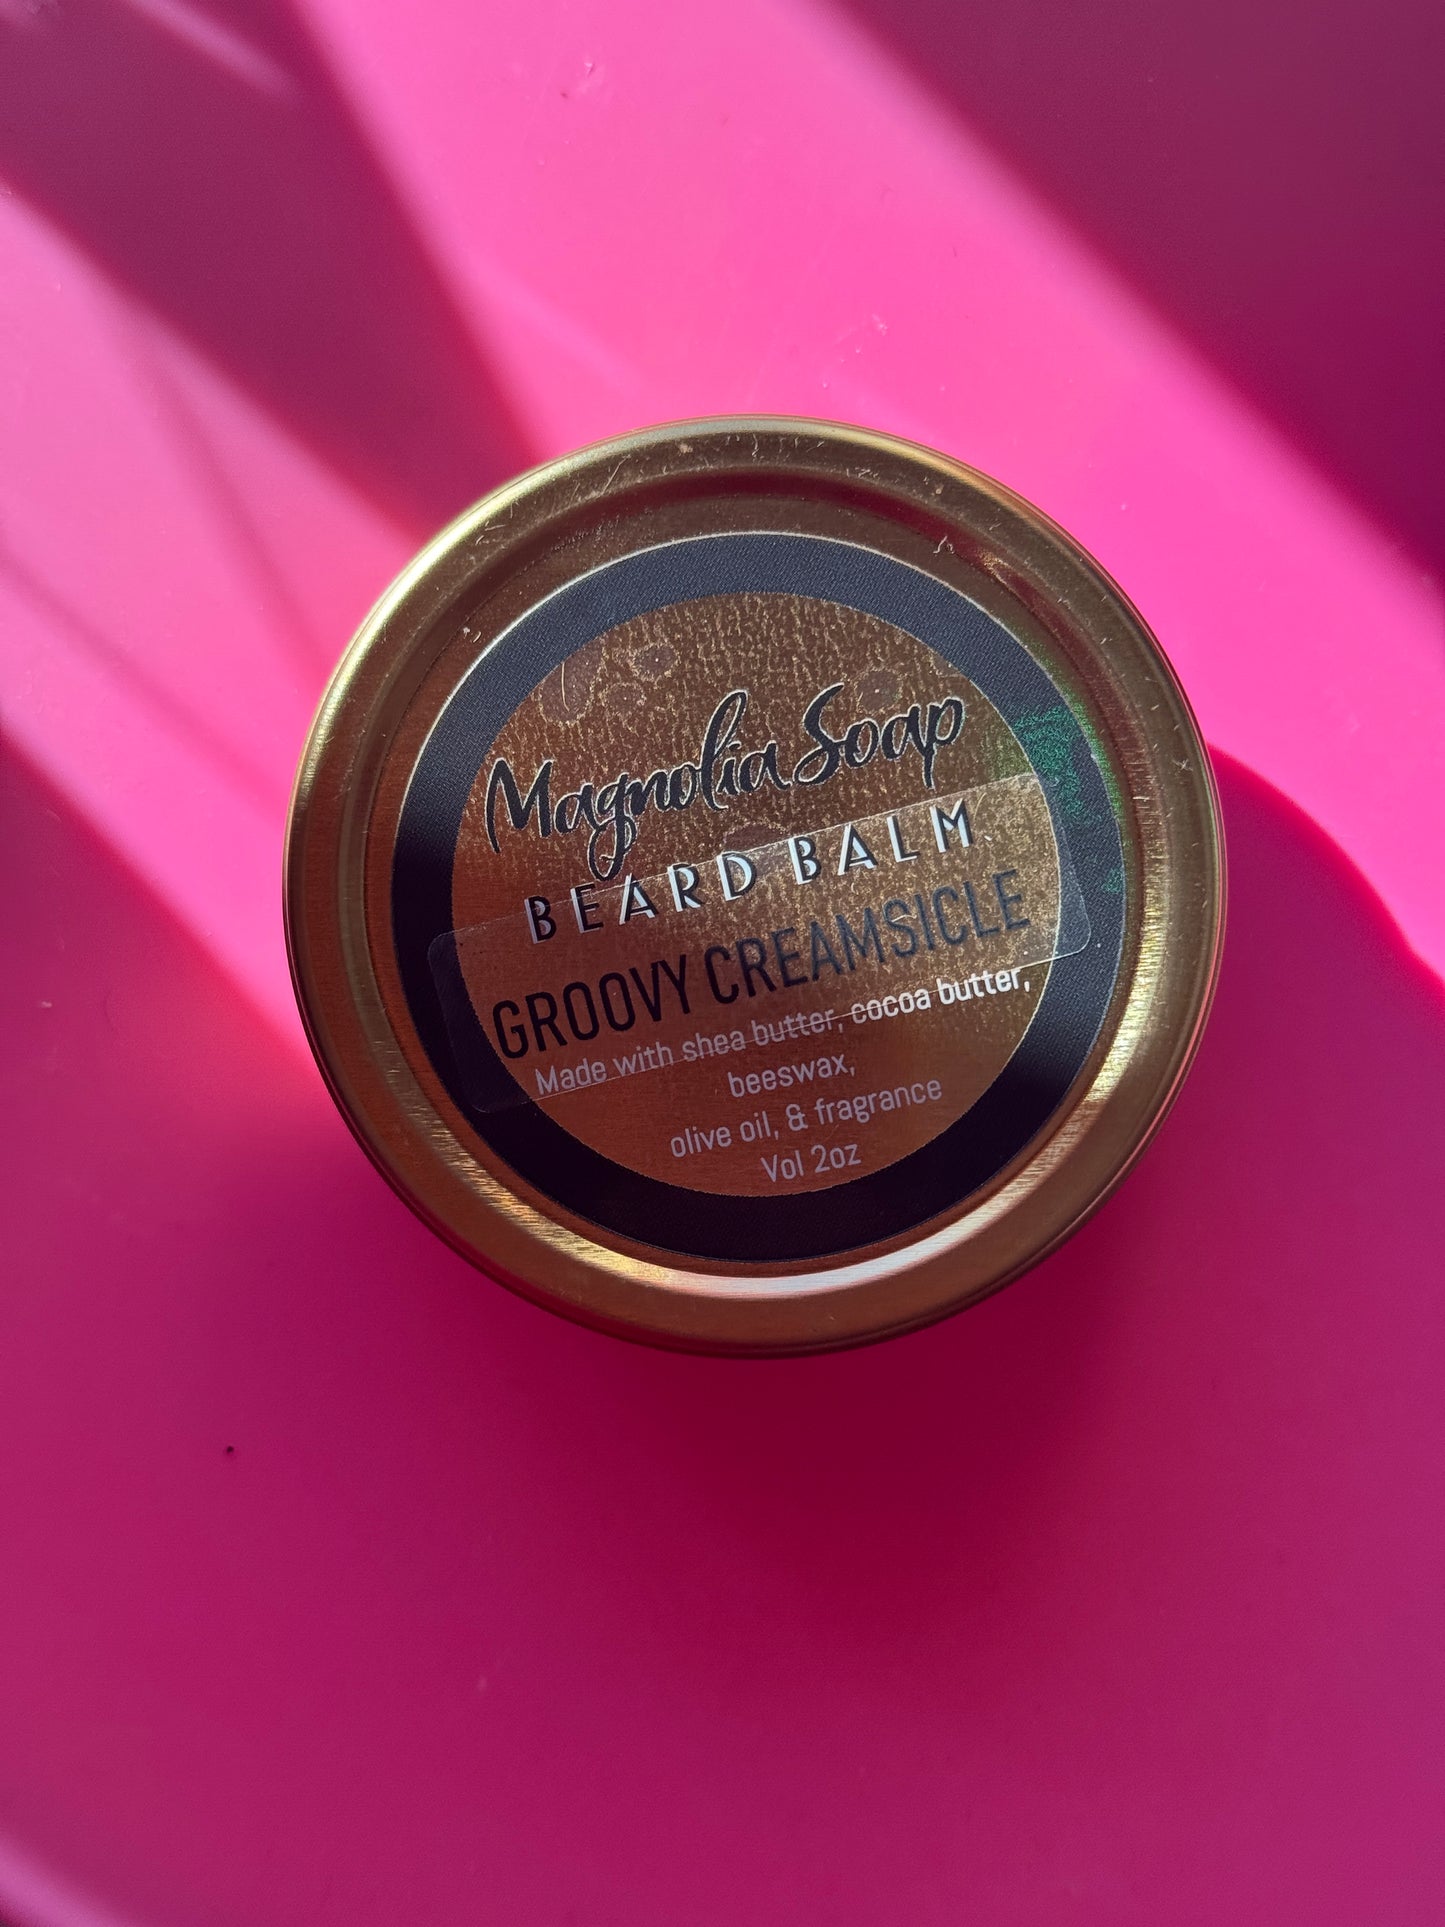 Magnolia Soap
BEARD BALM
GROOVY CREAMSICLE
Made with shea butter, cocoa butter,
beeswax,
olive oil, & fragrance
Vol 2oz